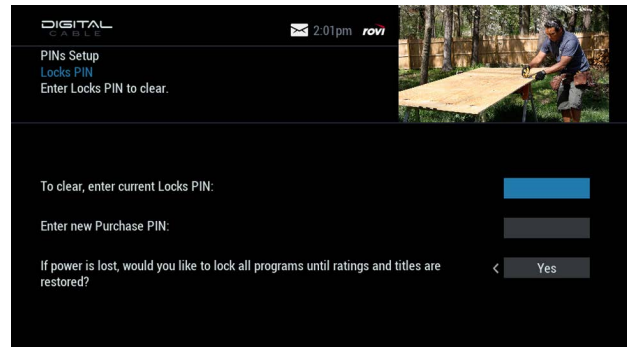 DIGITAL
CABLE
2:01pm rovi
PINs Setup
Locks PIN
Enter Locks PIN to clear.
To clear, enter current Locks PIN:
Enter new Purchase PIN:
If power is lost, would you like to lock all programs until ratings and titles are < Yes
restored?